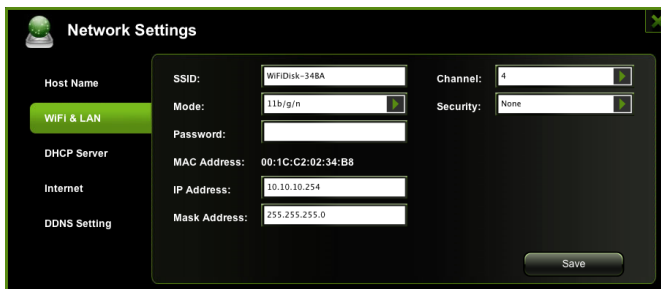 Network Settings
Host Name
WiFi & LAN
DHCP Server
Internet
DDNS Setting
SSID: WiFiDisk-34BA Channel: 4
Mode: 11b/g/n Security: None
Password:
MAC Address: 00:1C:C2:02:34:B8
IP Address: 10.10.10.254
Mask Address: 255.255.255.0
Save